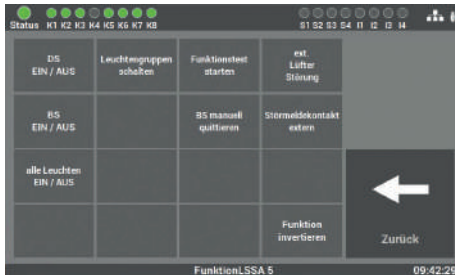 Status K1 K2 K3 K4 K5 K6 K7 K8 S1 S2 S3 S4 I1 I2 I3 I4
DS
EIN / AUS
Leuchtengruppen
schalten
Funktionstest
starten
ext.
Lüfter
Störung
BS
EIN / AUS
BS manuell
quittieren
Störmeldekontakt
extern
alle Leuchten
EIN / AUS
Funktion
invertieren
Zurück
FunktionLSSA 5
09:42:29